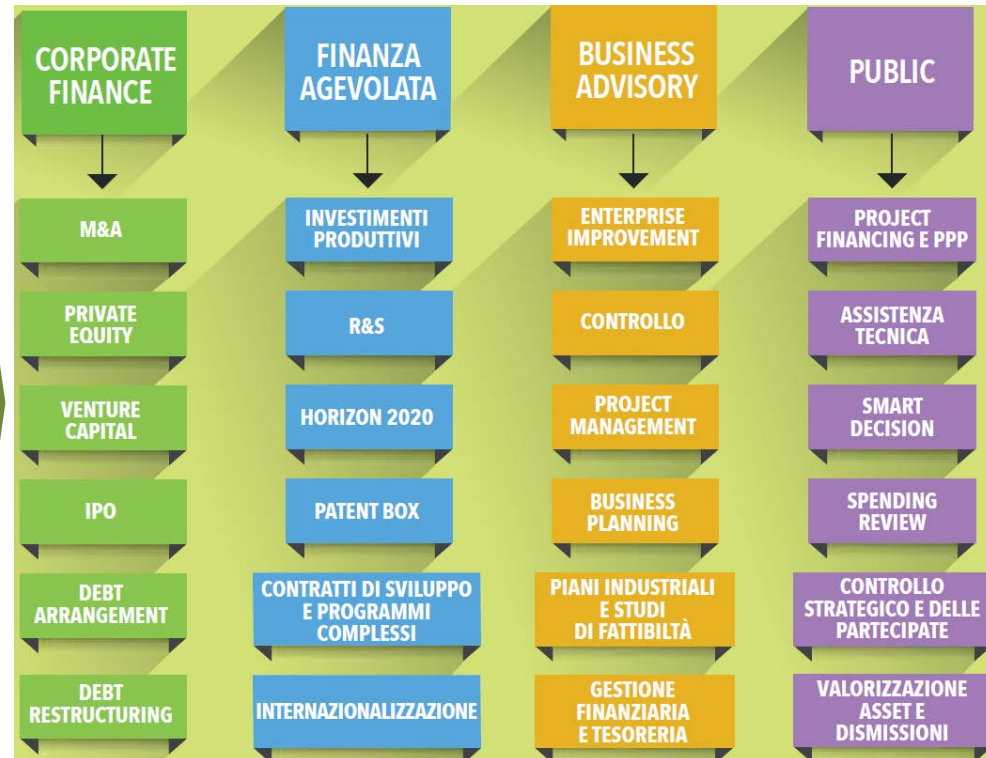 CORPORATE
FINANCE
M&A
PRIVATE
EQUITY
VENTURE
CAPITAL
IPO
DEBT
ARRANGEMENT
DEBT
RESTRUCTURING
FINANZA
AGEVOLATA
INVESTIMENTI
PRODUTTIVI
R&S
HORIZON 2020
PATENT BOX
CONTRATTI DI SVILUPPO
E PROGRAMMI
COMPLESSI
INTERNAZIONALIZZAZIONE
BUSINESS
ADVISORY
ENTERPRISE
IMPROVEMENT
CONTROLLO
PROJECT
MANAGEMENT
BUSINESS
PLANNING
PIANI INDUSTRIALI
E STUDI
DI FATTIBILTÀ
GESTIONE
FINANZIARIA
E TESORERIA
PUBLIC
PROJECT
FINANCING E PPP
ASSISTENZA
TECNICA
SMART
DECISION
SPENDING
REVIEW
CONTROLLO
STRATEGICO E DELLE
PARTECIPATE
VALORIZZAZIONE
ASSET E
DISMISSIONI